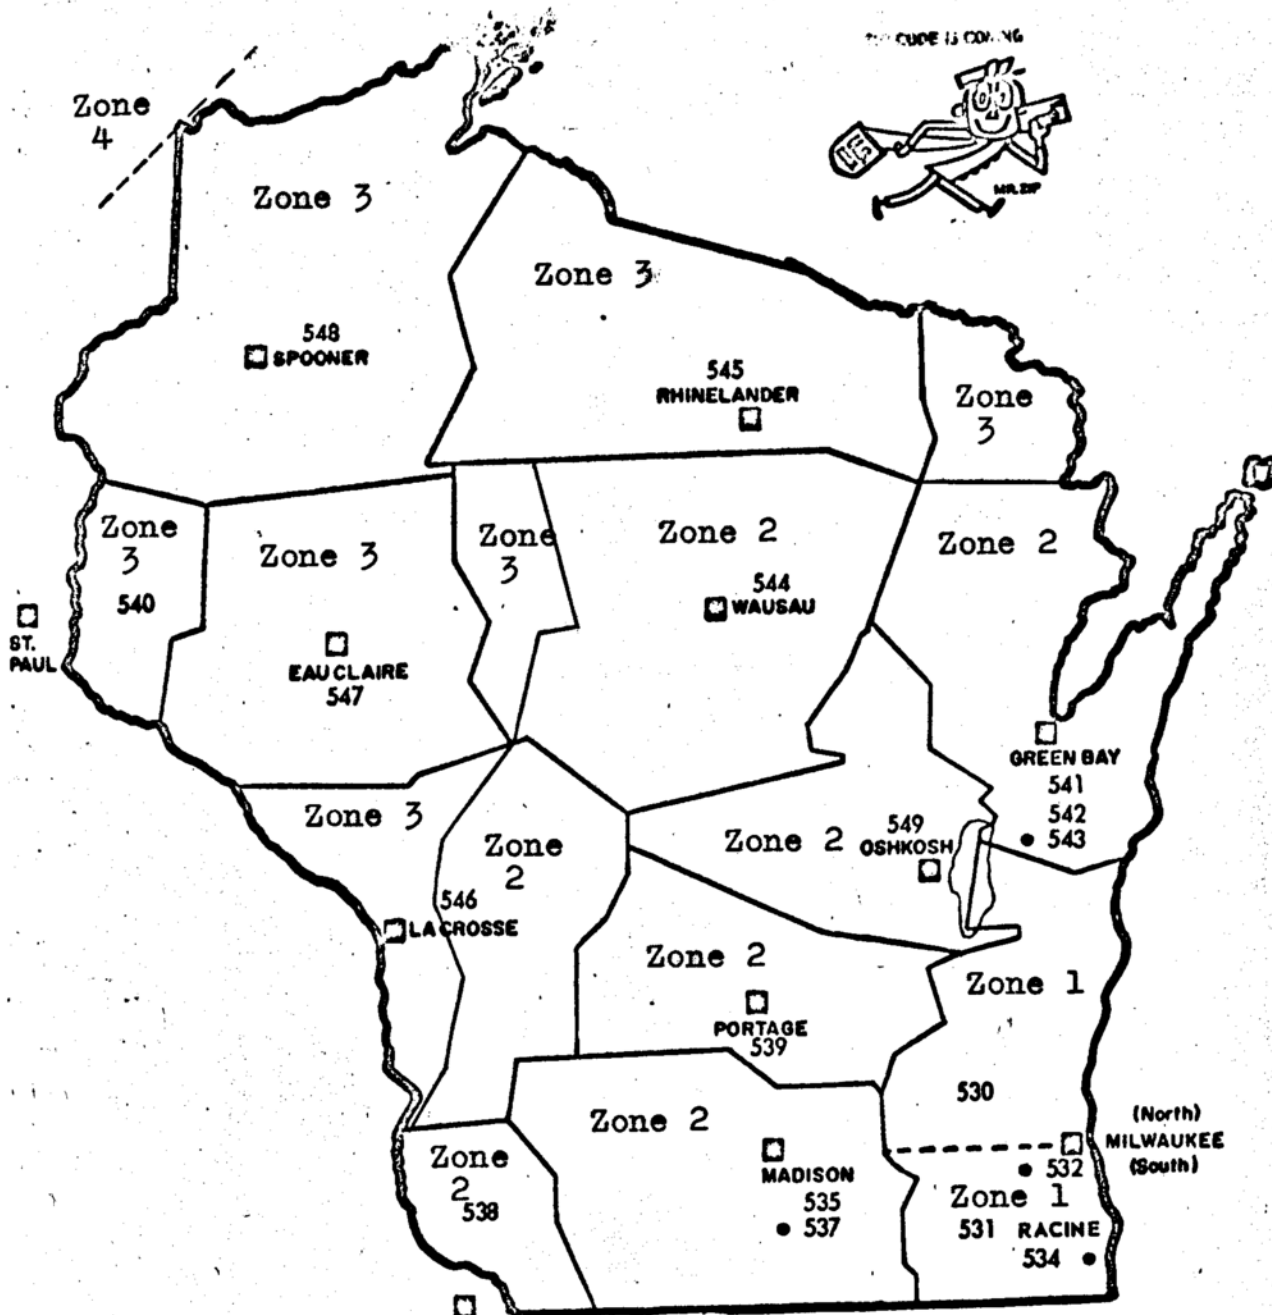 CODE IS COMING
MR. ZIP
Zone
4
Zone 3
Zone 3
548
SPOONER
545
RHINELANDER
Zone
3
Zone
3
540
Zone 3
Zone
3
Zone 2
Zone 2
544
WAUSAU
ST.
PAUL
EAU CLAIRE
547
GREEN BAY
541
542
543
Zone 3
Zone
2
Zone 2
549
OSHKOSH
546
LA CROSSE
Zone 2
PORTAGE
539
Zone 1
530
(North)
MILWAUKEE
(South)
532
Zone 2
MADISON
535
537
Zone
2
538
Zone 1
531
RACINE
534